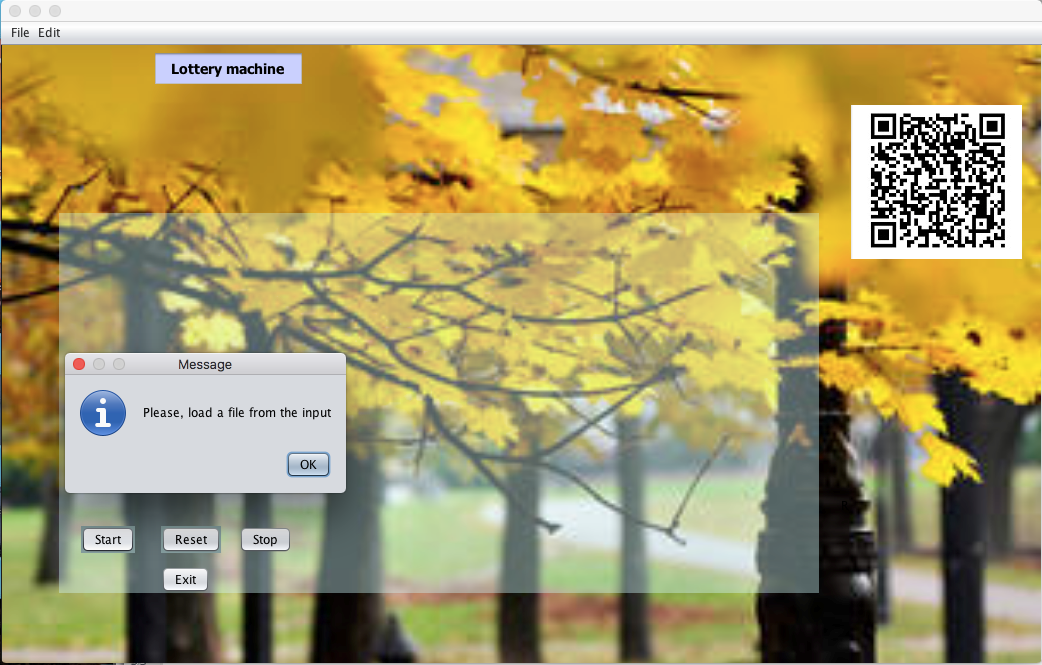 File Edit
Lottery machine
Message
Please, load a file from the input
OK
Start Reset Stop
Exit